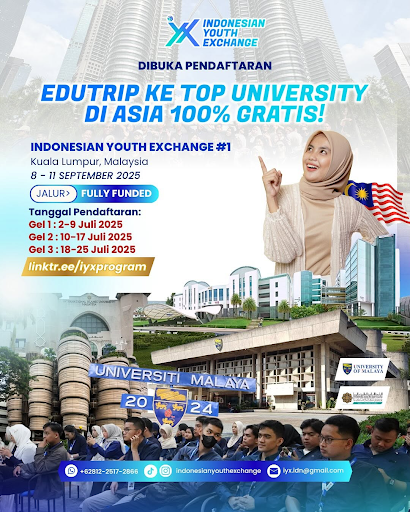 INDONESIAN
YOUTH
EXCHANGE
DIBUKA PENDAFTARAN
EDUTRIP KE TOP UNIVERSITY
DI ASIA 100% GRATIS!
INDONESIAN YOUTH EXCHANGE #1
Kuala Lumpur, Malaysia
8 - 11 SEPTEMBER 2025
JALUR> FULLY FUNDED
Tanggal Pendaftaran:
Gel 1 : 2-9 Juli 2025
Gel 2 : 10-17 Juli 2025
Gel 3 : 18-25 Juli 2025
linktr.ee/iyxprogram
UNIVERSITY
OF MALAYA
UNIVERSITI MALAYA
2024
+62812-2517-2866
indonesianyouthexchange
iyx.idn@gmail.com